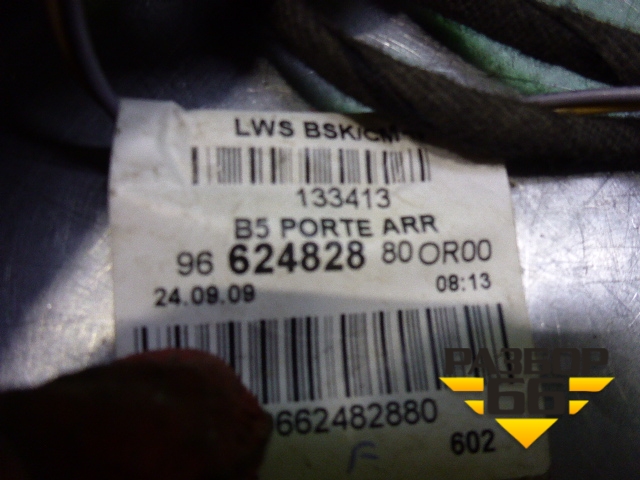 LWS BSK/CM
133413
B5 PORTE ARR
96 624828 80 OR00
24.09.09 08:13
9662482880
602
F
РАЗБОР
66